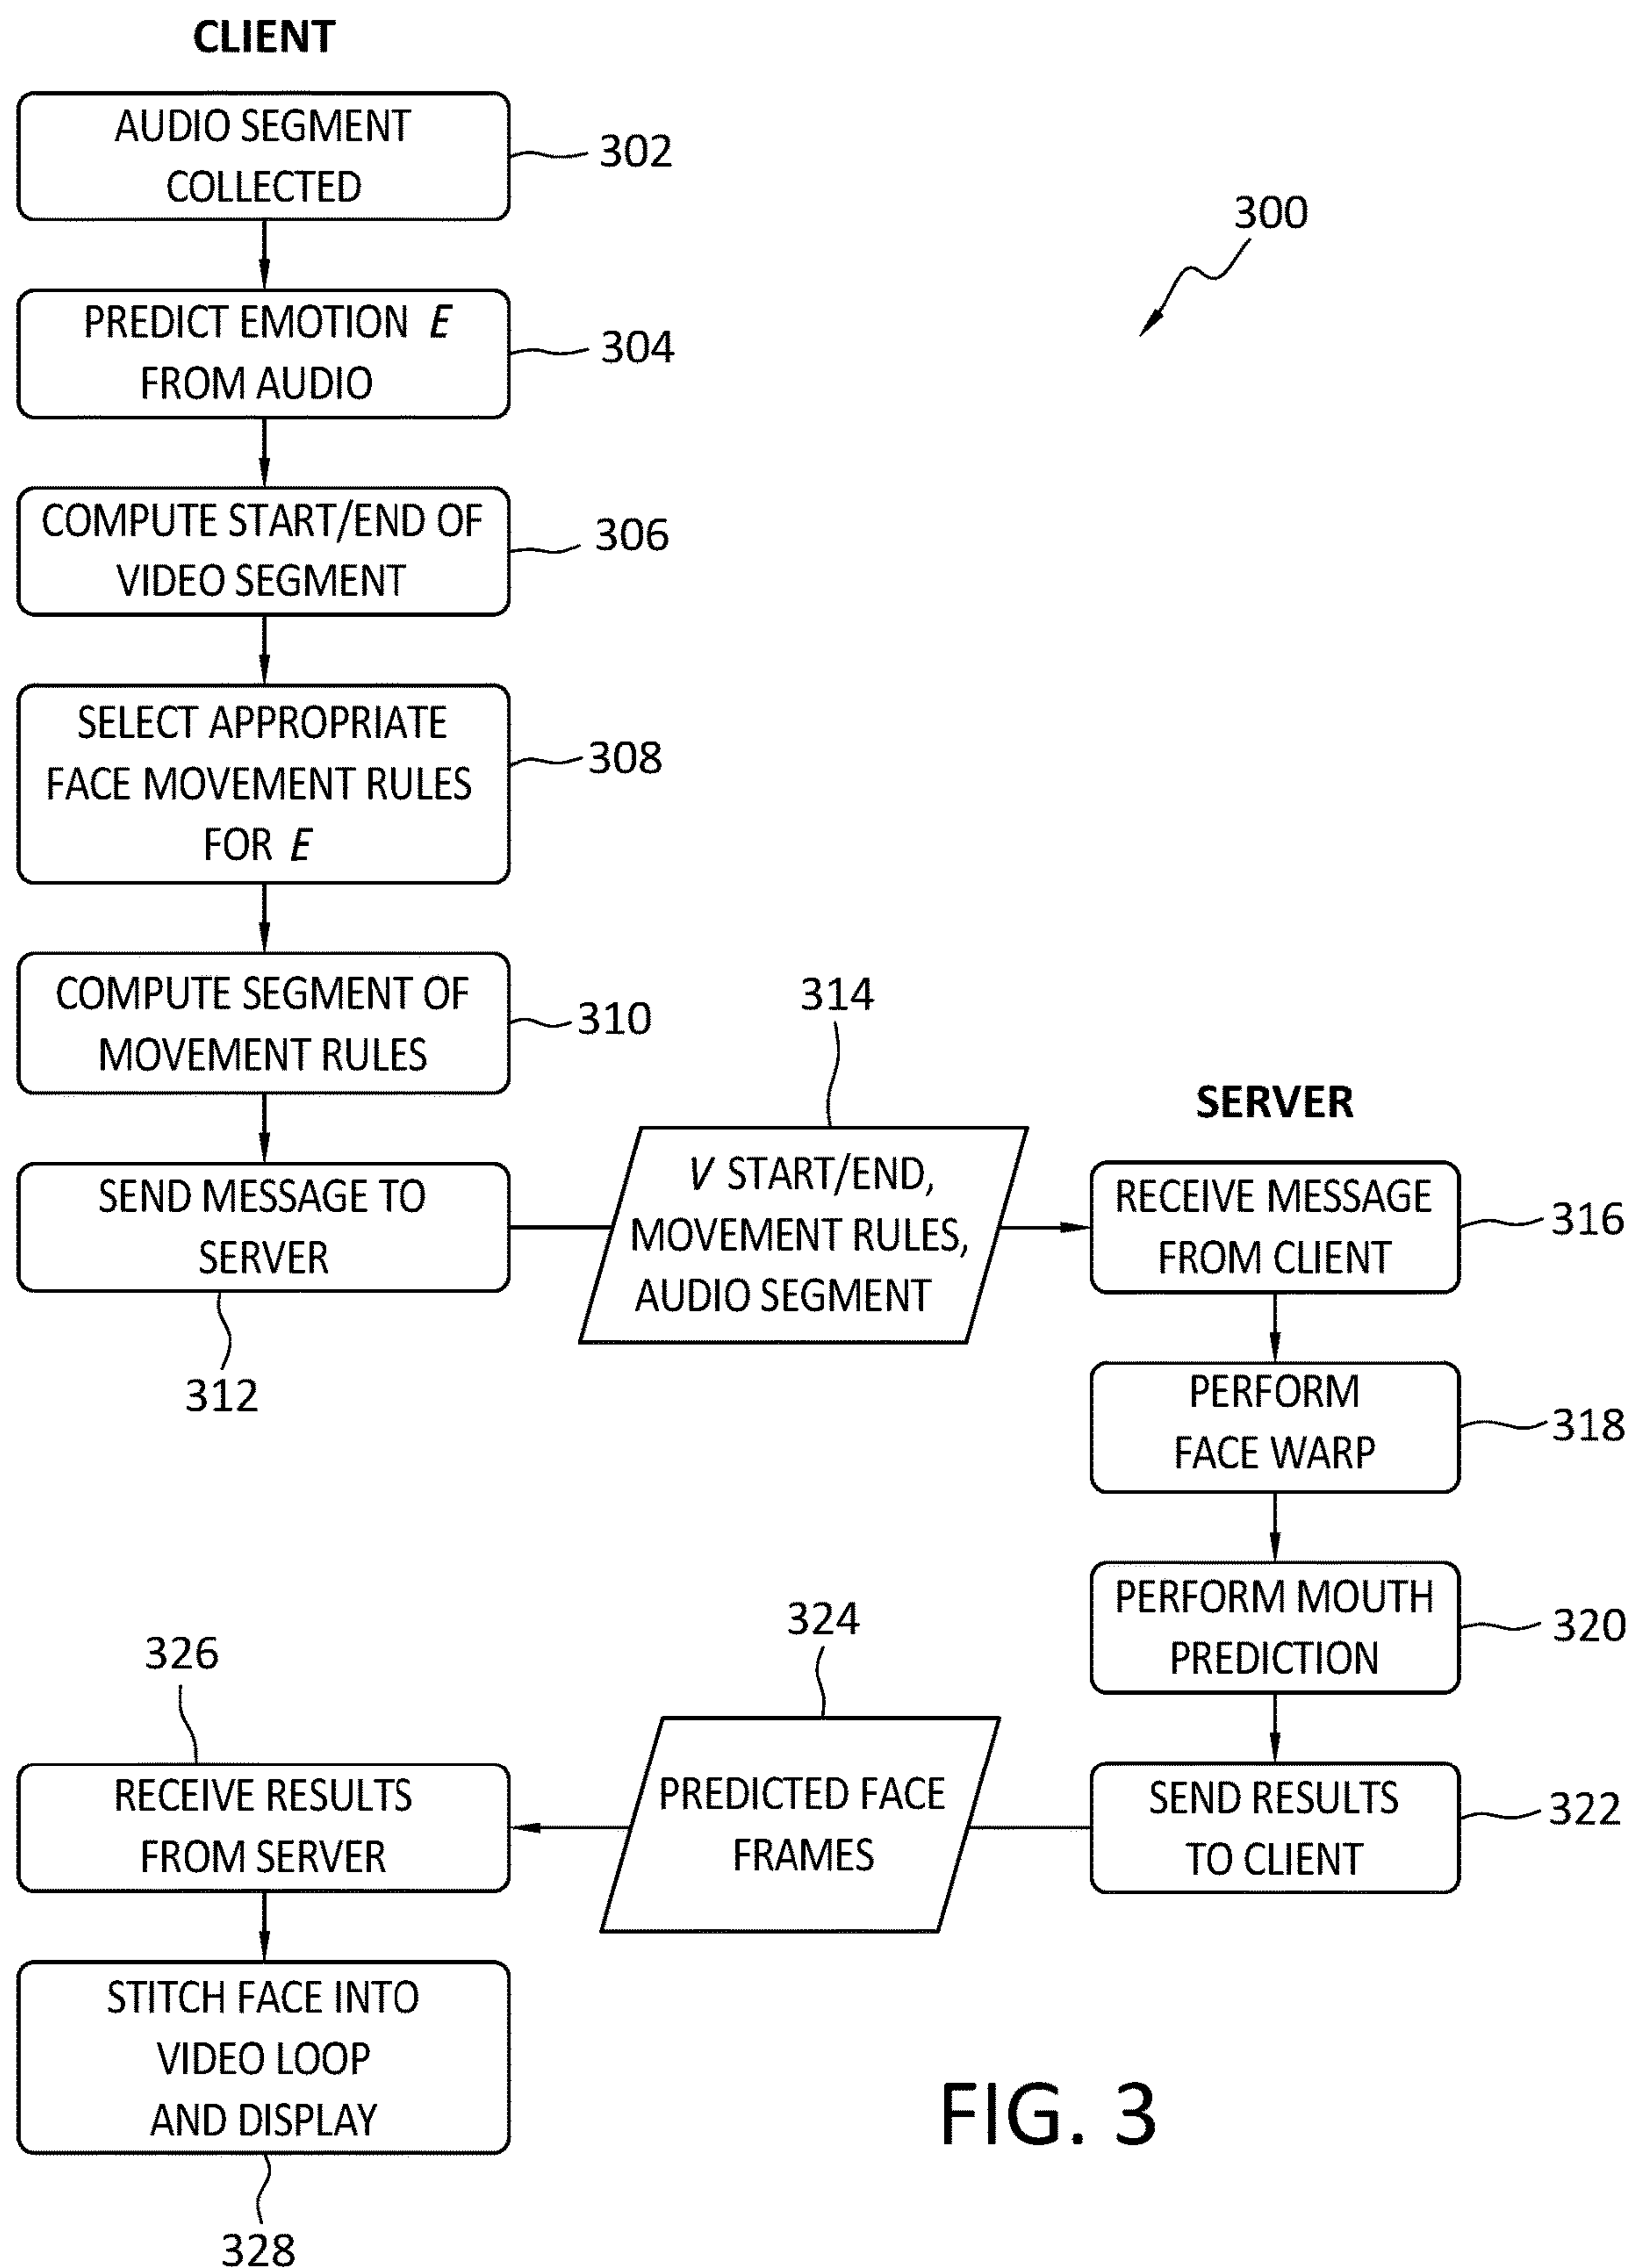 CLIENT
AUDIO SEGMENT
COLLECTED
302
300
PREDICT EMOTION E
FROM AUDIO
304
COMPUTE START/END OF
VIDEO SEGMENT
306
SELECT APPROPRIATE
FACE MOVEMENT RULES
FOR E
308
COMPUTE SEGMENT OF
MOVEMENT RULES
310
SEND MESSAGE TO
SERVER
312
314
V START/END,
MOVEMENT RULES,
AUDIO SEGMENT
SERVER
RECEIVE MESSAGE
FROM CLIENT
316
PERFORM
FACE WARP
318
PERFORM MOUTH
PREDICTION
320
SEND RESULTS
TO CLIENT
322
324
PREDICTED FACE
FRAMES
326
RECEIVE RESULTS
FROM SERVER
STITCH FACE INTO
VIDEO LOOP
AND DISPLAY
328
FIG. 3